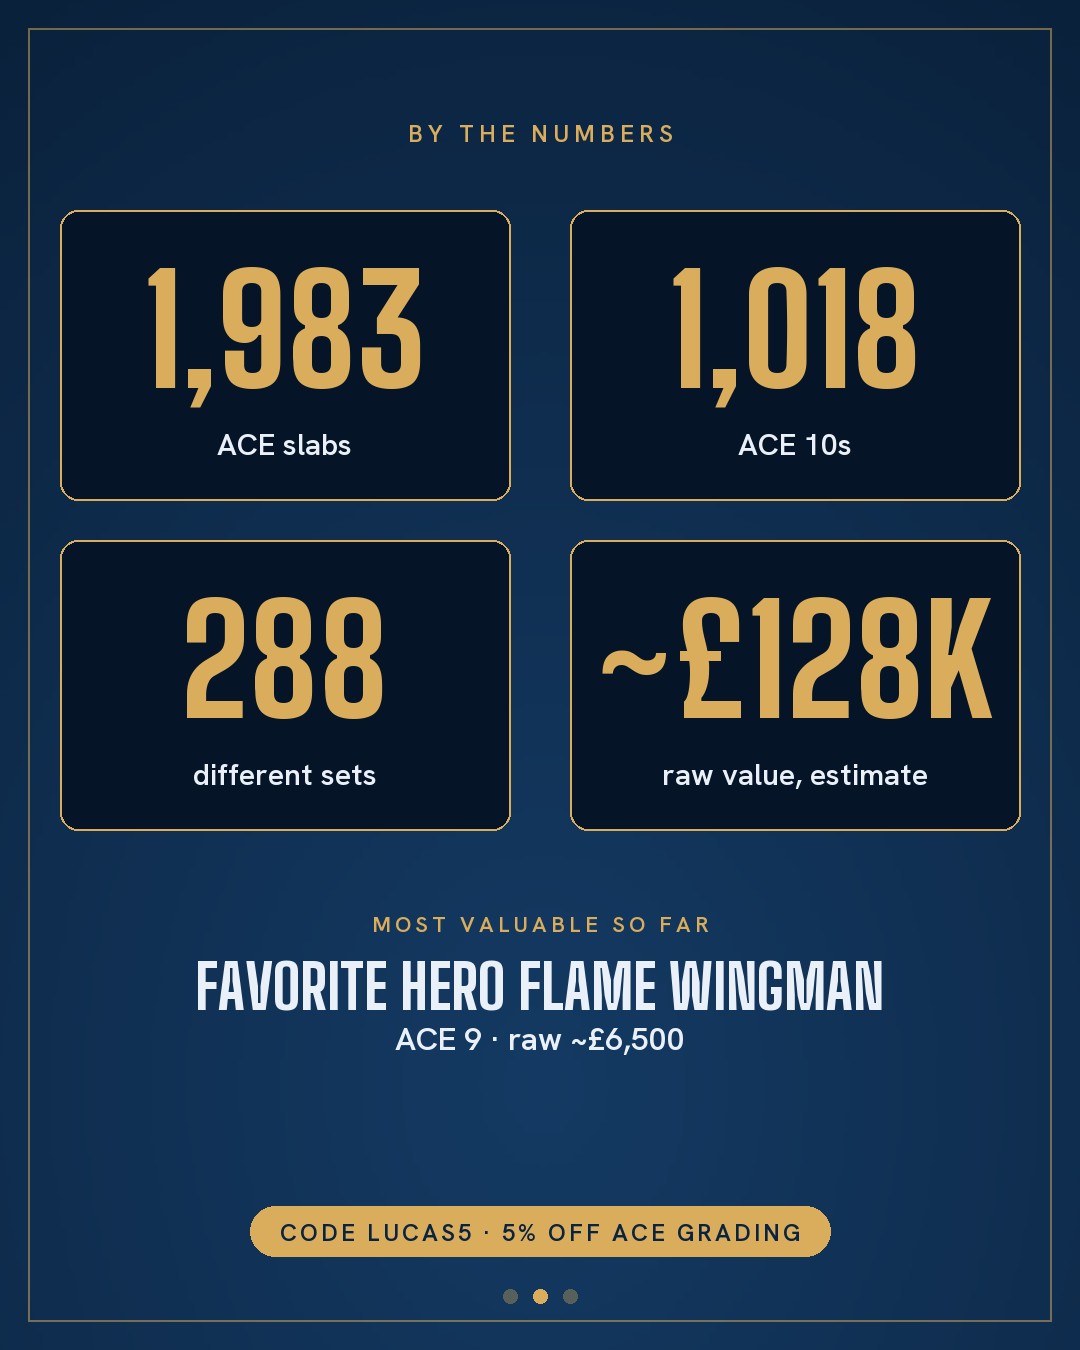 BY THE NUMBERS
1,983
ACE slabs
1,018
ACE 10s
288
different sets
~£128K
raw value, estimate
MOST VALUABLE SO FAR
FAVORITE HERO FLAME WINGMAN
ACE 9 · raw ~£6,500
CODE LUCAS5 · 5% OFF ACE GRADING